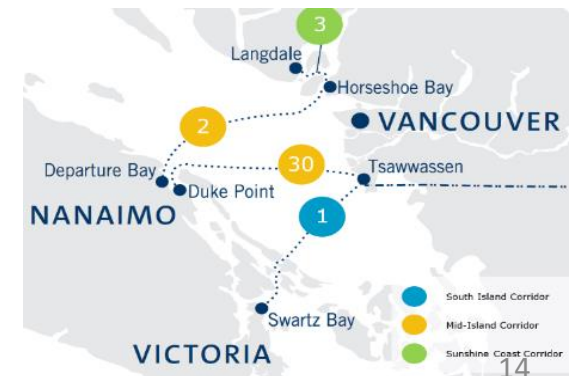 3
Langdale
Horseshoe Bay
VANCOUVER
2
30
Departure Bay
Tsawwassen
Duke Point
NANAIMO
1
South Island Corridor
Swartz Bay
Mid-Island Corridor
VICTORIA
Sunshine Coast Corridor
14